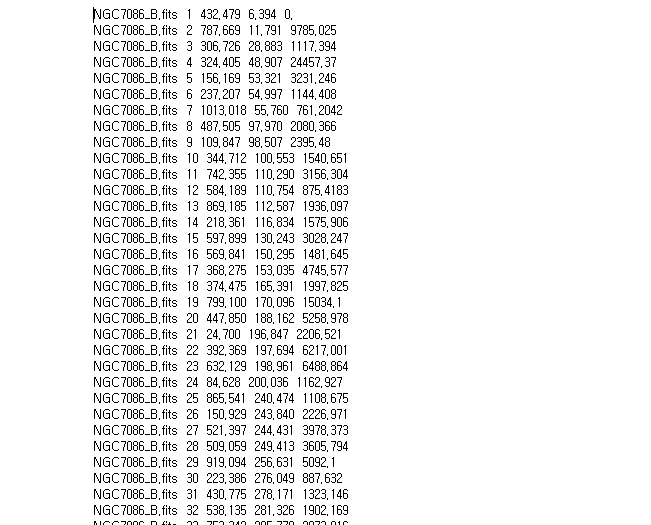 NGC7086_B.fits 1 432.479 6.394 0.
NGC7086_B.fits 2 787.669 11.791 9785.025
NGC7086_B.fits 3 306.726 28.883 1117.394
NGC7086_B.fits 4 324.405 48.907 24457.37
NGC7086_B.fits 5 156.169 53.321 3231.246
NGC7086_B.fits 6 237.207 54.997 1144.408
NGC7086_B.fits 7 1013.018 55.760 761.2042
NGC7086_B.fits 8 487.505 97.970 2080.366
NGC7086_B.fits 9 109.847 98.507 2395.48
NGC7086_B.fits 10 344.712 100.553 1540.651
NGC7086_B.fits 11 742.355 110.290 3156.304
NGC7086_B.fits 12 584.189 110.754 875.4183
NGC7086_B.fits 13 869.185 112.587 1936.097
NGC7086_B.fits 14 218.361 116.834 1575.906
NGC7086_B.fits 15 597.899 130.243 3028.247
NGC7086_B.fits 16 569.841 150.295 1481.645
NGC7086_B.fits 17 368.275 153.035 4745.577
NGC7086_B.fits 18 374.475 165.391 1997.825
NGC7086_B.fits 19 799.100 170.096 15034.1
NGC7086_B.fits 20 447.850 188.162 5258.978
NGC7086_B.fits 21 24.700 196.847 2206.521
NGC7086_B.fits 22 392.369 197.694 6217.001
NGC7086_B.fits 23 632.129 198.961 6488.864
NGC7086_B.fits 24 84.628 200.036 1162.927
NGC7086_B.fits 25 865.541 240.474 1108.675
NGC7086_B.fits 26 150.929 243.840 2226.971
NGC7086_B.fits 27 521.397 244.431 3978.373
NGC7086_B.fits 28 509.059 249.413 3605.794
NGC7086_B.fits 29 919.094 256.631 5092.1
NGC7086_B.fits 30 223.386 276.049 887.632
NGC7086_B.fits 31 430.775 278.171 1323.146
NGC7086_B.fits 32 538.135 281.326 1902.169